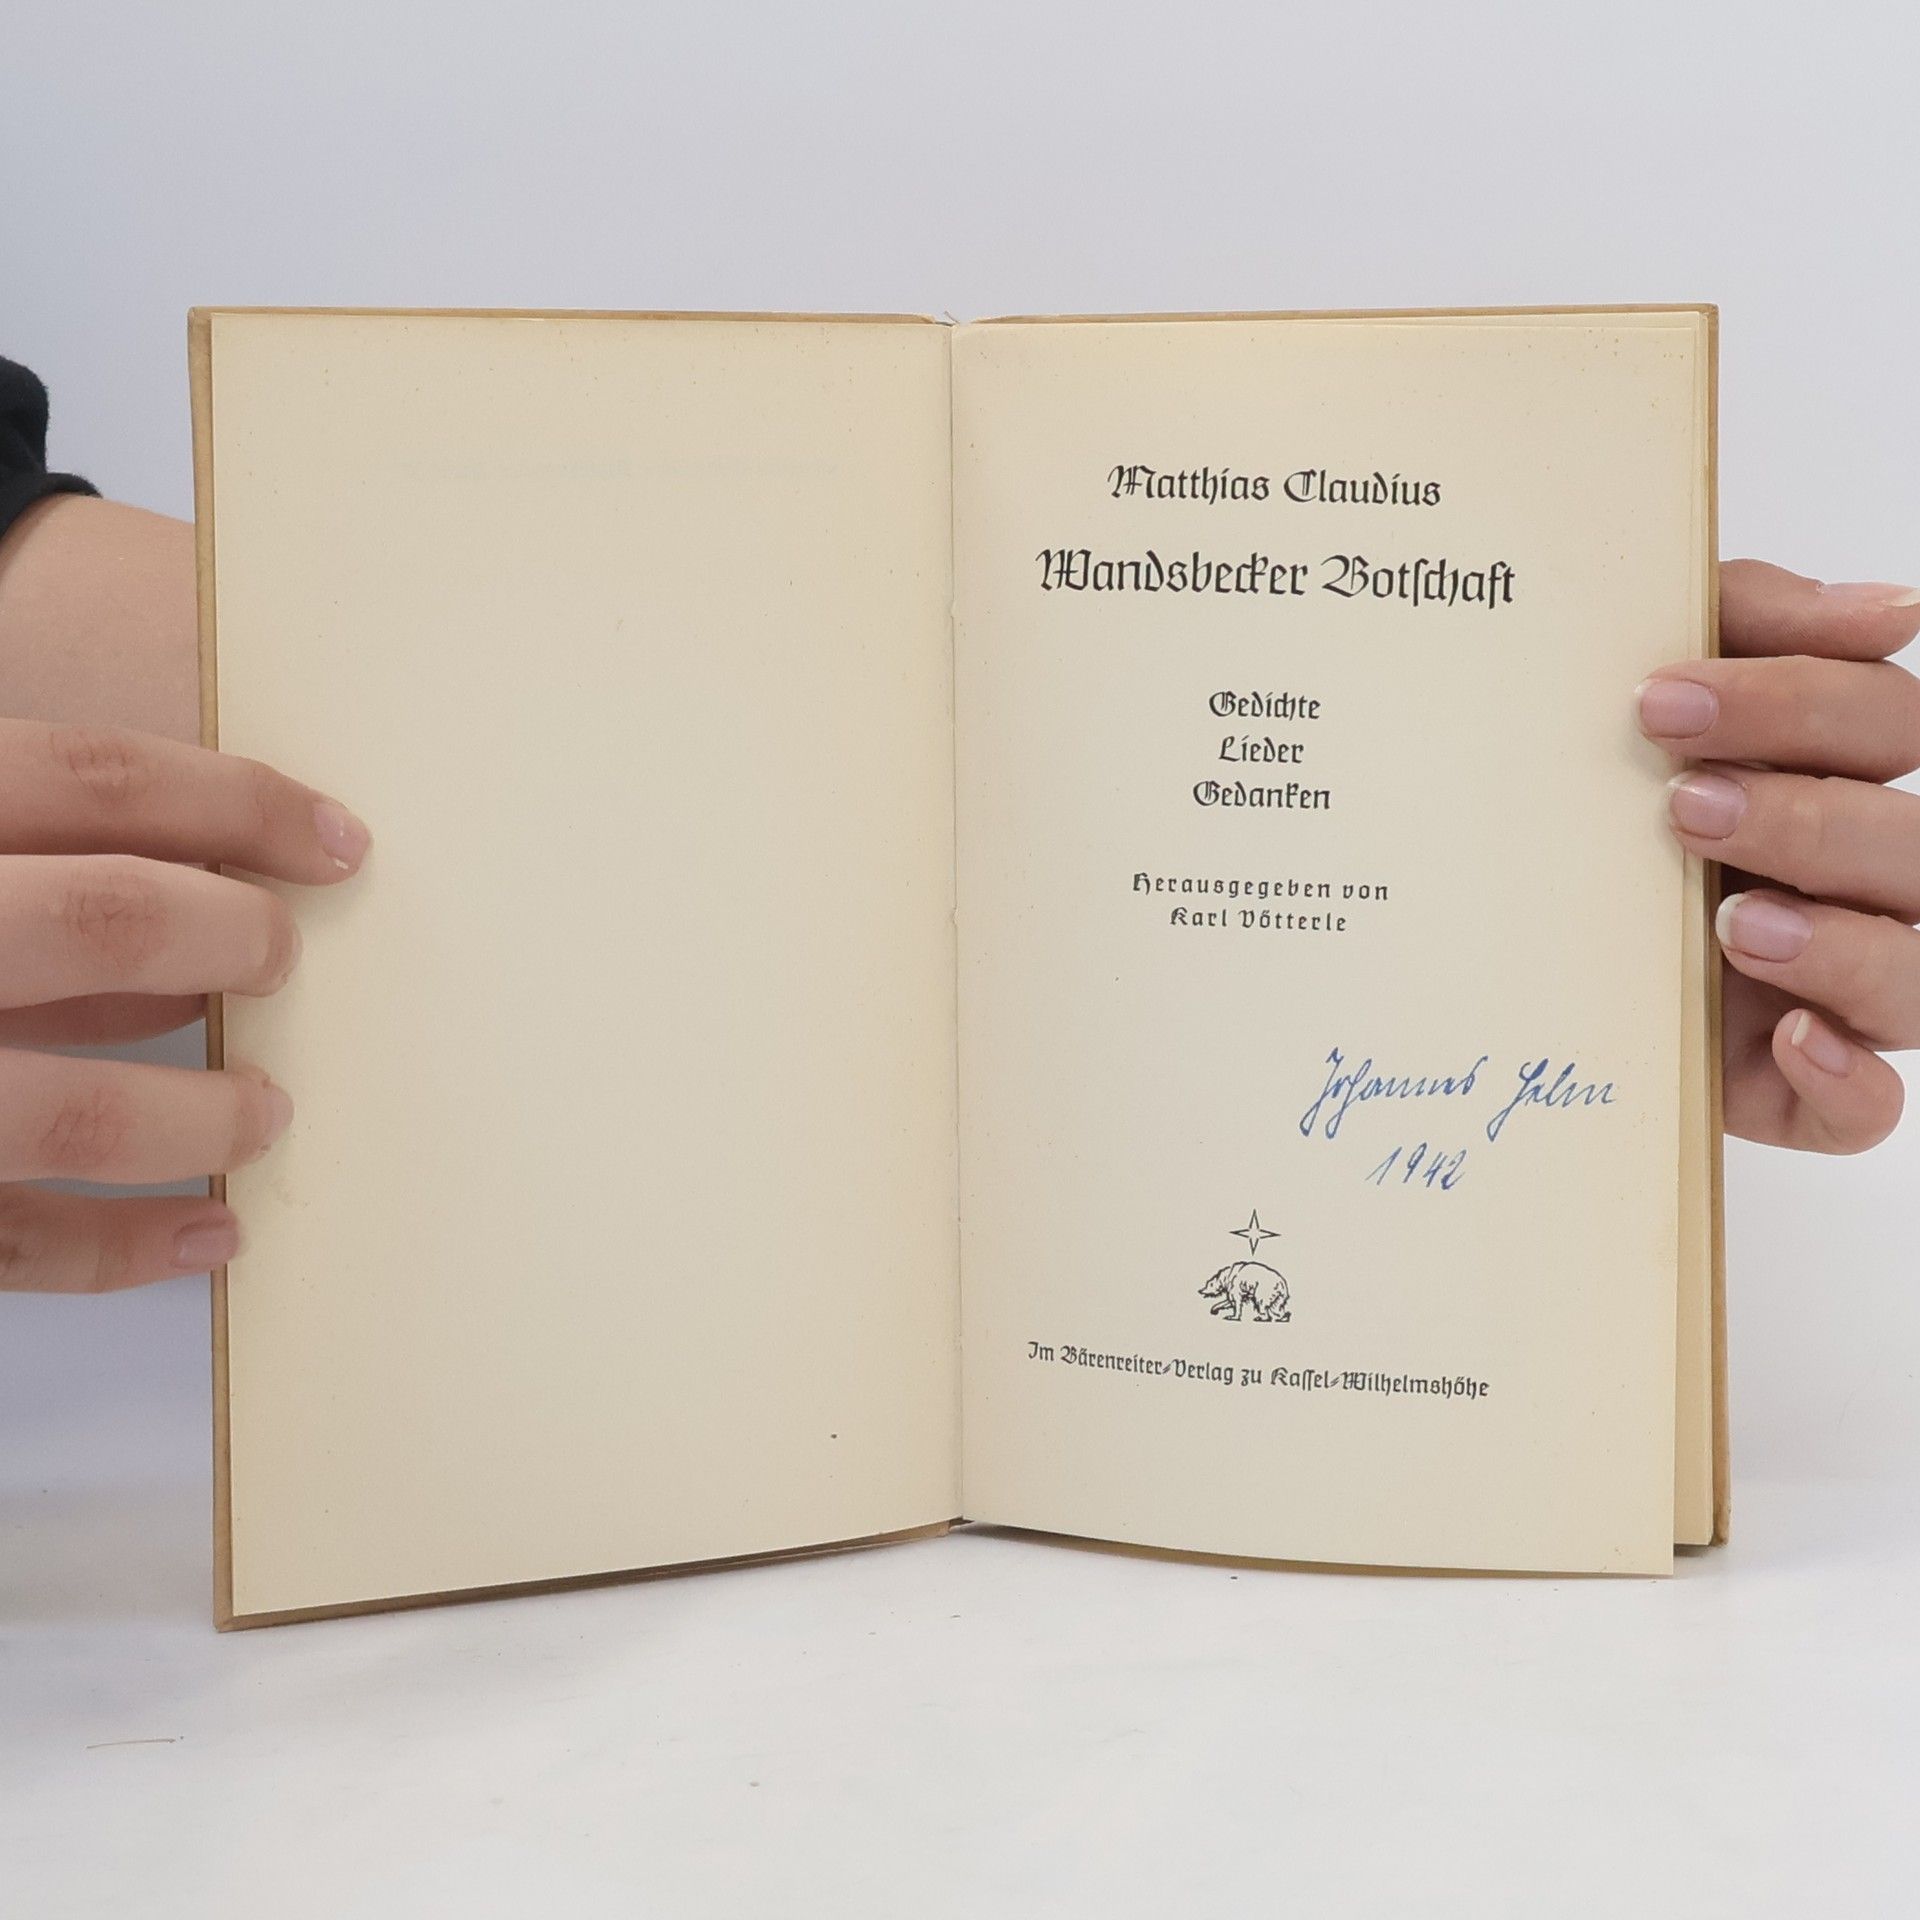 Matthias Claudius
Wandsbecker Botſchaft
Gedichte
Lieder
Gedanken
Herausgegeben von
Karl Vötterle
Johannes Helm
1942
Im Bärenreiter-Verlag zu Kaſſel-Wilhelmshöhe